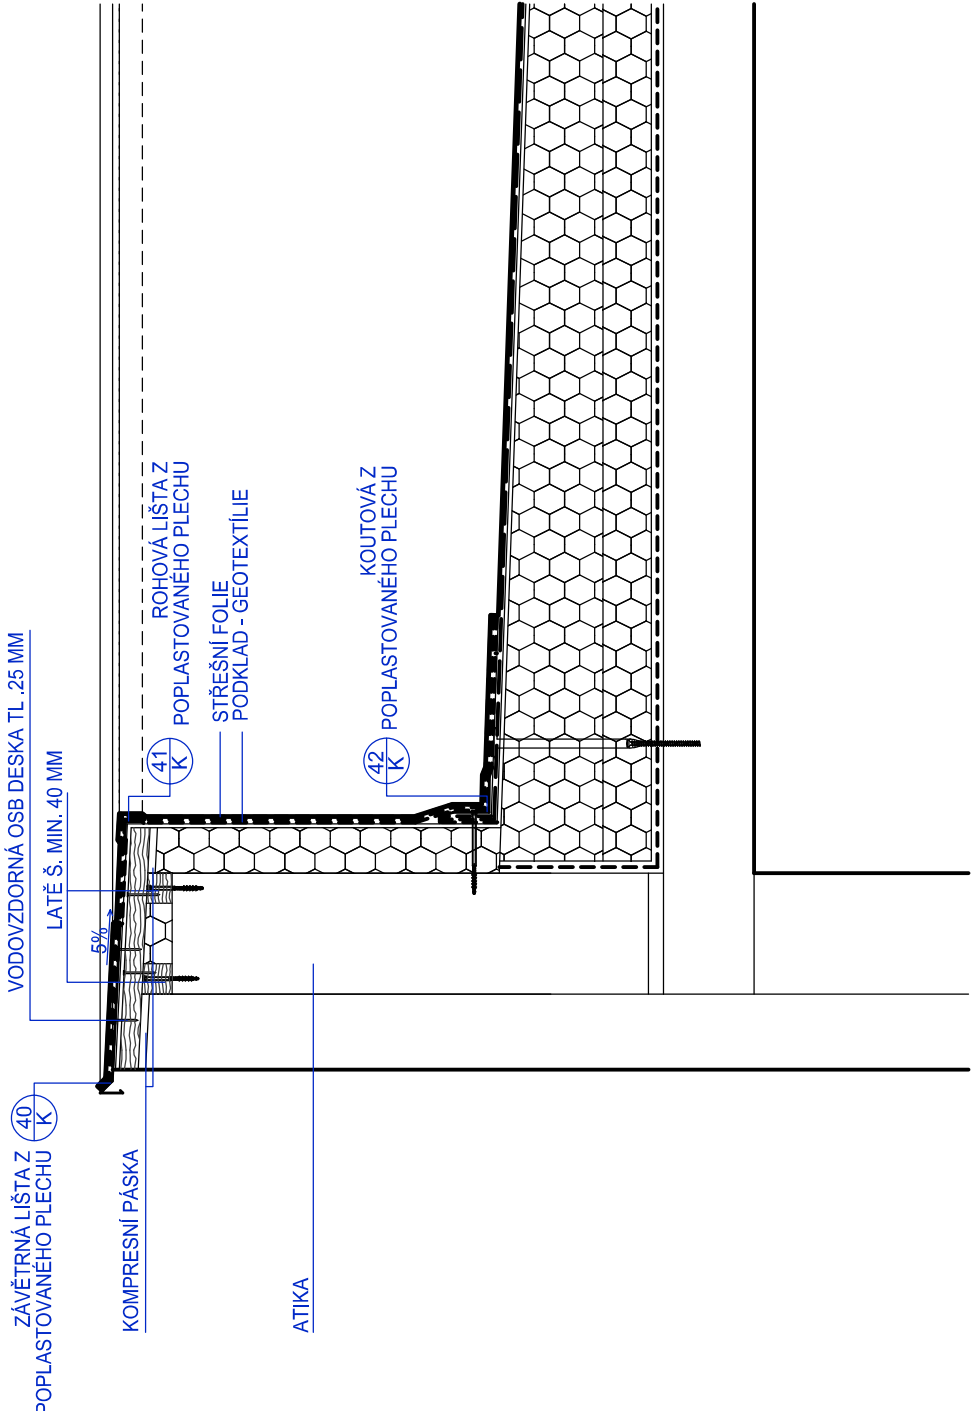 ZÁVĚTRNÁ LIŠTA Z
POPLASTOVANÉHO PLECHU
40
K
VODOVZDORNÁ OSB DESKA TL .25 MM
LATĚ Š. MIN. 40 MM
5%
KOMPRESNÍ PÁSKA
ROHOVÁ LIŠTA Z
POPLASTOVANÉHO PLECHU
41
K
STŘEŠNÍ FOLIE
PODKLAD - GEOTEXTÍLIE
ATIKA
KOUTOVÁ Z
POPLASTOVANÉHO PLECHU
42
K